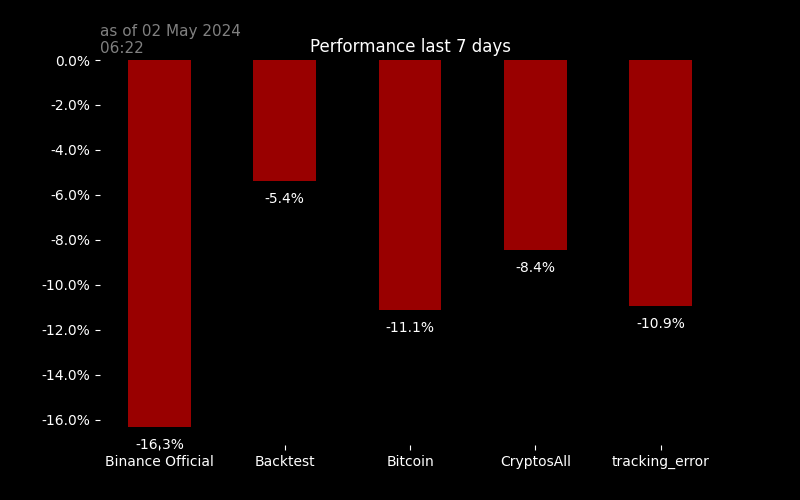 as of 02 May 2024
06:22
Performance last 7 days
0.0%
-2.0%
-4.0%
-6.0%
-8.0%
-10.0%
-12.0%
-14.0%
-16.0%
-16.3%
-5.4%
-11.1%
-8.4%
-10.9%
Binance Official
Backtest
Bitcoin
CryptosAll
tracking_error